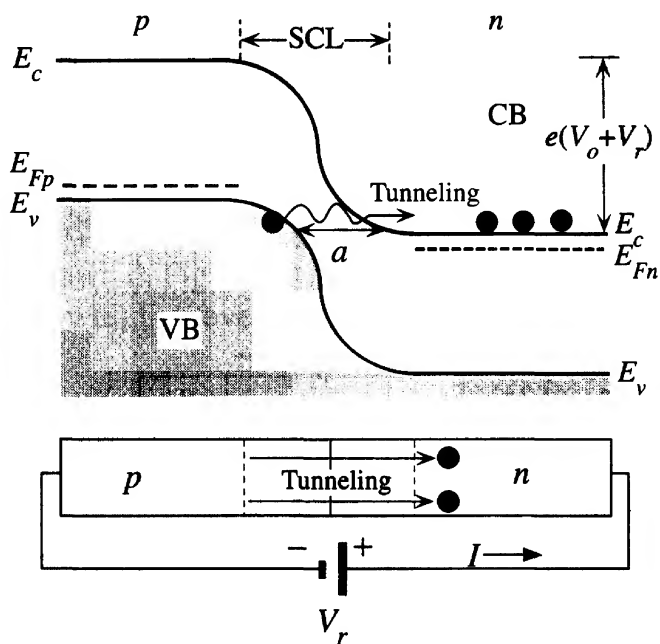 p
SCL
n
E_c
CB
e(V_o+V_r)
E_Fp
E_v
Tunneling
a
E_c
E_Fn
VB
E_v
p
Tunneling
n
− +
I
V_r